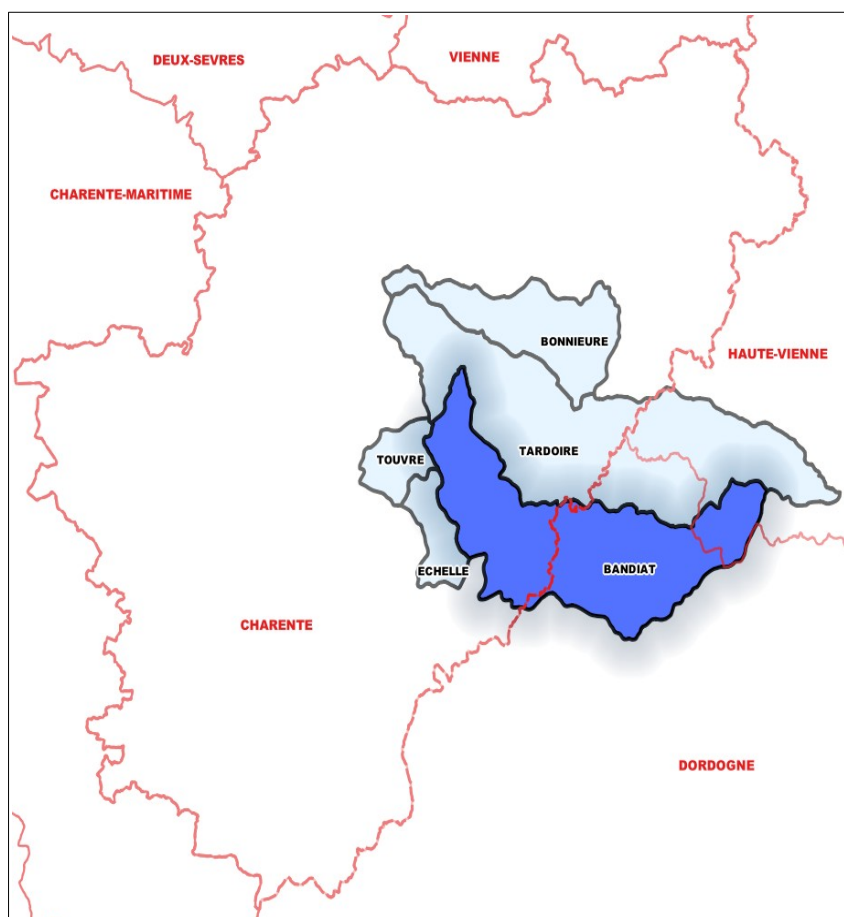 DEUX-SEVRES
VIENNE
CHARENTE-MARITIME
BONNIEURE
HAUTE-VIENNE
TARDOIRE
TOUVRE
ECHELLE
BANDIAT
CHARENTE
DORDOGNE